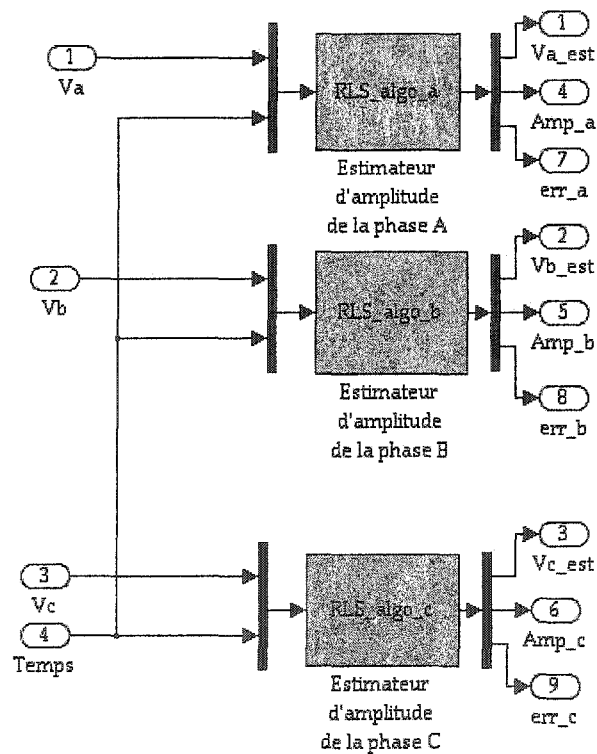 1
Va
RLS_algo_a
Estimateur
d'amplitude
de la phase A
1
Va_est
4
Amp_a
7
err_a
2
Vb
RLS_algo_b
Estimateur
d'amplitude
de la phase B
2
Vb_est
5
Amp_b
8
err_b
3
Vc
4
Temps
RLS_algo_c
Estimateur
d'amplitude
de la phase C
3
Vc_est
6
Amp_c
9
err_c